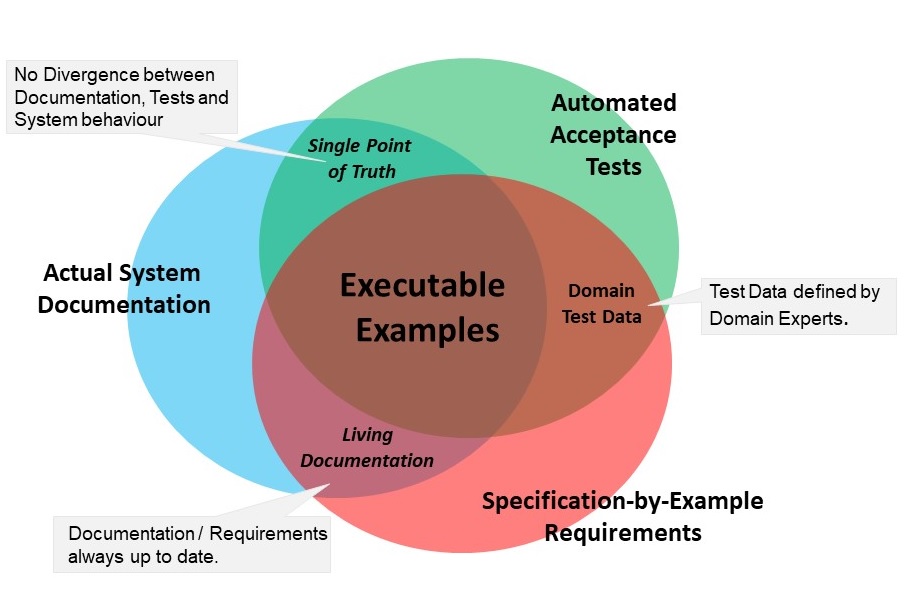 No Divergence between
Documentation, Tests and
System behaviour
Single Point
of Truth
Automated
Acceptance
Tests
Actual System
Documentation
Executable
Examples
Domain
Test Data
Test Data defined by
Domain Experts.
Living
Documentation
Specification-by-Example
Requirements
Documentation / Requirements
always up to date.